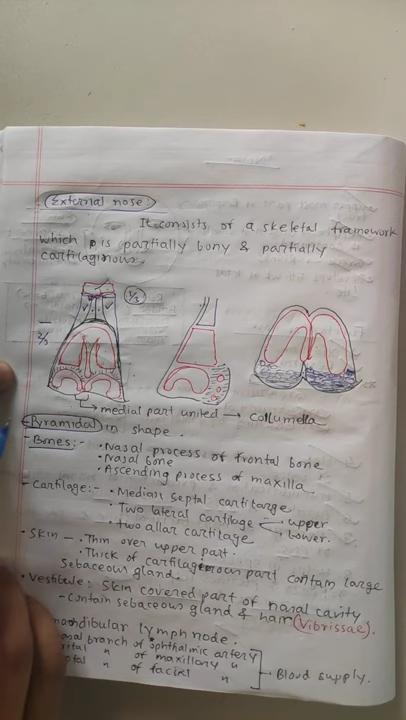 External nose:
It consists of a skeletal framework
which is partially bony & partially
cartilaginous.
1/3
2/3
medial part united → collumella
Pyramidal in shape.
- Bones:- • Nasal process of frontal bone
• Nasal bone
• Ascending process of maxilla
- Cartilage:- • Median septal cartilarge
• Two lateral cartilage upper
lower.
• two allar cartilage
• SKIN - • Thin over upper part.
• Thick of cartilagerous part contain large
Sebaceous gland.
• Vestibule: Skin covered part of nasal cavity
- Contain sebaceous gland & hair (Vibrissae).
mandibular lymph node.
branch of ophthalmic artery
" of maxillary "
" of facial "
Blood supply.